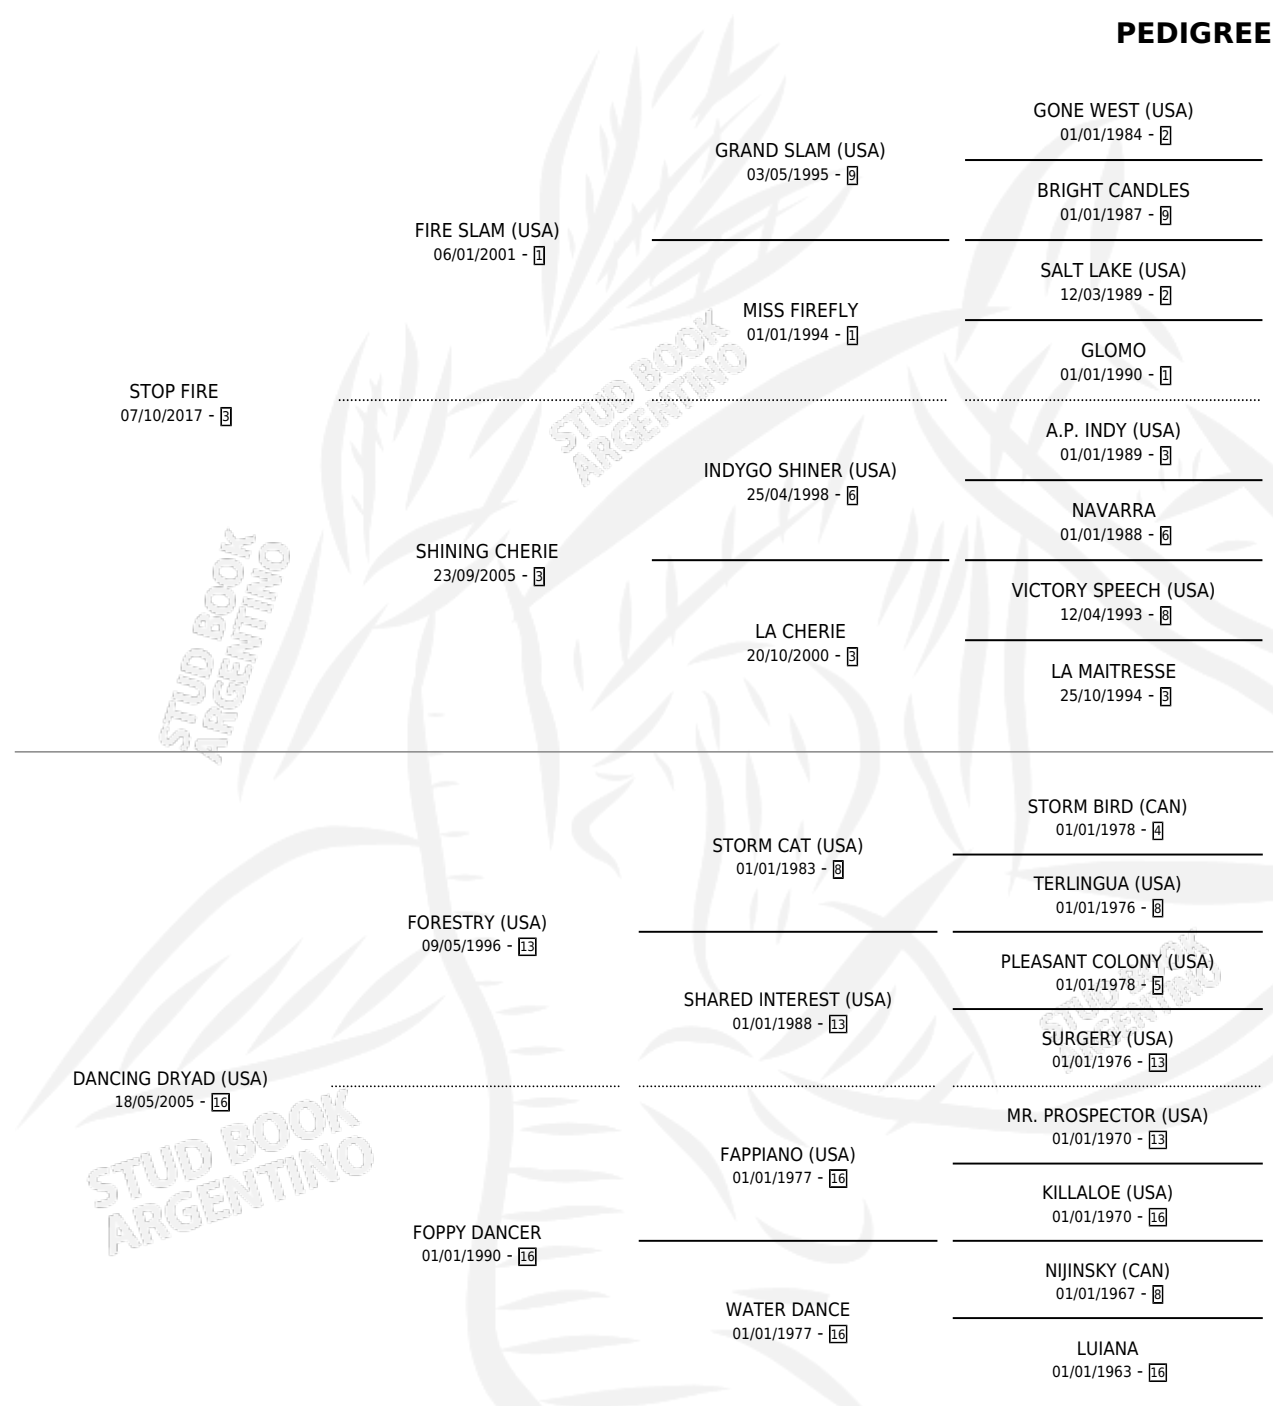 PEDIGREE
GONE WEST (USA)
01/01/1984 - 2
GRAND SLAM (USA)
03/05/1995 - 9
BRIGHT CANDLES
01/01/1987 - 9
FIRE SLAM (USA)
06/01/2001 - 1
SALT LAKE (USA)
12/03/1989 - 2
MISS FIREFLY
01/01/1994 - 1
GLOMO
01/01/1990 - 1
STOP FIRE
07/10/2017 - 3
A.P. INDY (USA)
01/01/1989 - 3
INDYGO SHINER (USA)
25/04/1998 - 6
NAVARRA
01/01/1988 - 6
SHINING CHERIE
23/09/2005 - 3
VICTORY SPEECH (USA)
12/04/1993 - 8
LA CHERIE
20/10/2000 - 3
LA MAITRESSE
25/10/1994 - 3
STORM BIRD (CAN)
01/01/1978 - 4
STORM CAT (USA)
01/01/1983 - 8
TERLINGUA (USA)
01/01/1976 - 8
FORESTRY (USA)
09/05/1996 - 13
PLEASANT COLONY (USA)
01/01/1978 - 5
SHARED INTEREST (USA)
01/01/1988 - 13
SURGERY (USA)
01/01/1976 - 13
DANCING DRYAD (USA)
18/05/2005 - 16
MR. PROSPECTOR (USA)
01/01/1970 - 13
FAPPIANO (USA)
01/01/1977 - 16
KILLALOE (USA)
01/01/1970 - 16
FOPPY DANCER
01/01/1990 - 16
NIJINSKY (CAN)
01/01/1967 - 8
WATER DANCE
01/01/1977 - 16
LUIANA
01/01/1963 - 16
STUD BOOK
ARGENTINO
STUD BOOK
ARGENTINO
STUD BOOK
ARGENTINO
STUD BOOK
ARGENTINO